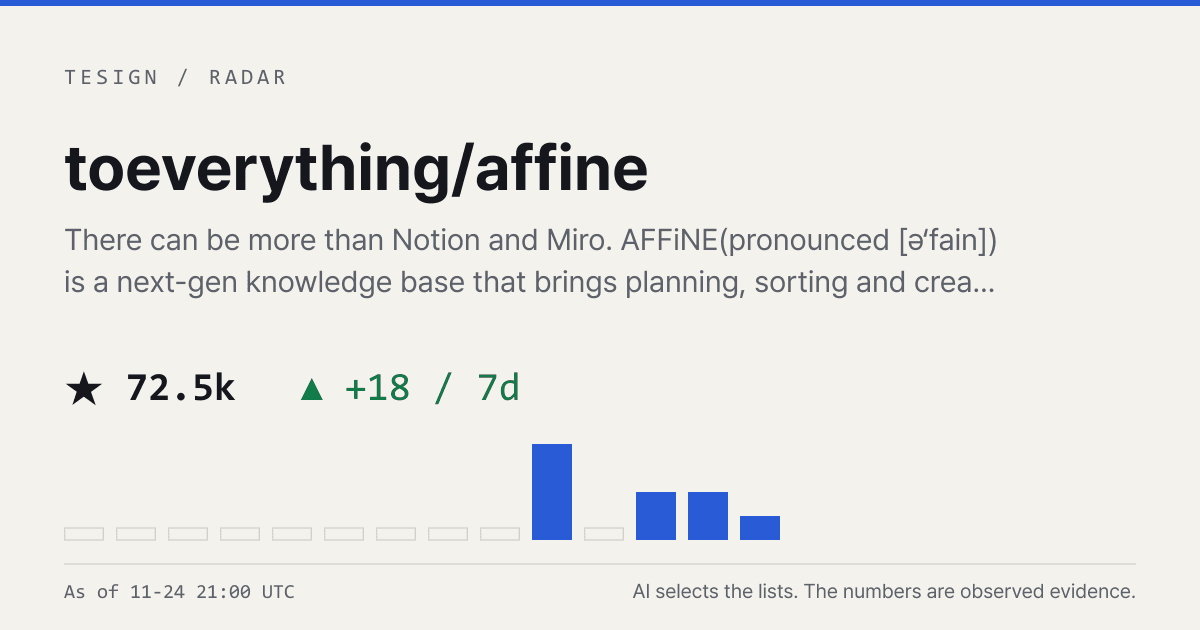 TESIGN / RADAR
toeverything/affine
There can be more than Notion and Miro. AFFiNE(pronounced [ə‘fain])
is a next-gen knowledge base that brings planning, sorting and crea...
★ 72.5k ▲ +18 / 7d
As of 11-24 21:00 UTC
AI selects the lists. The numbers are observed evidence.